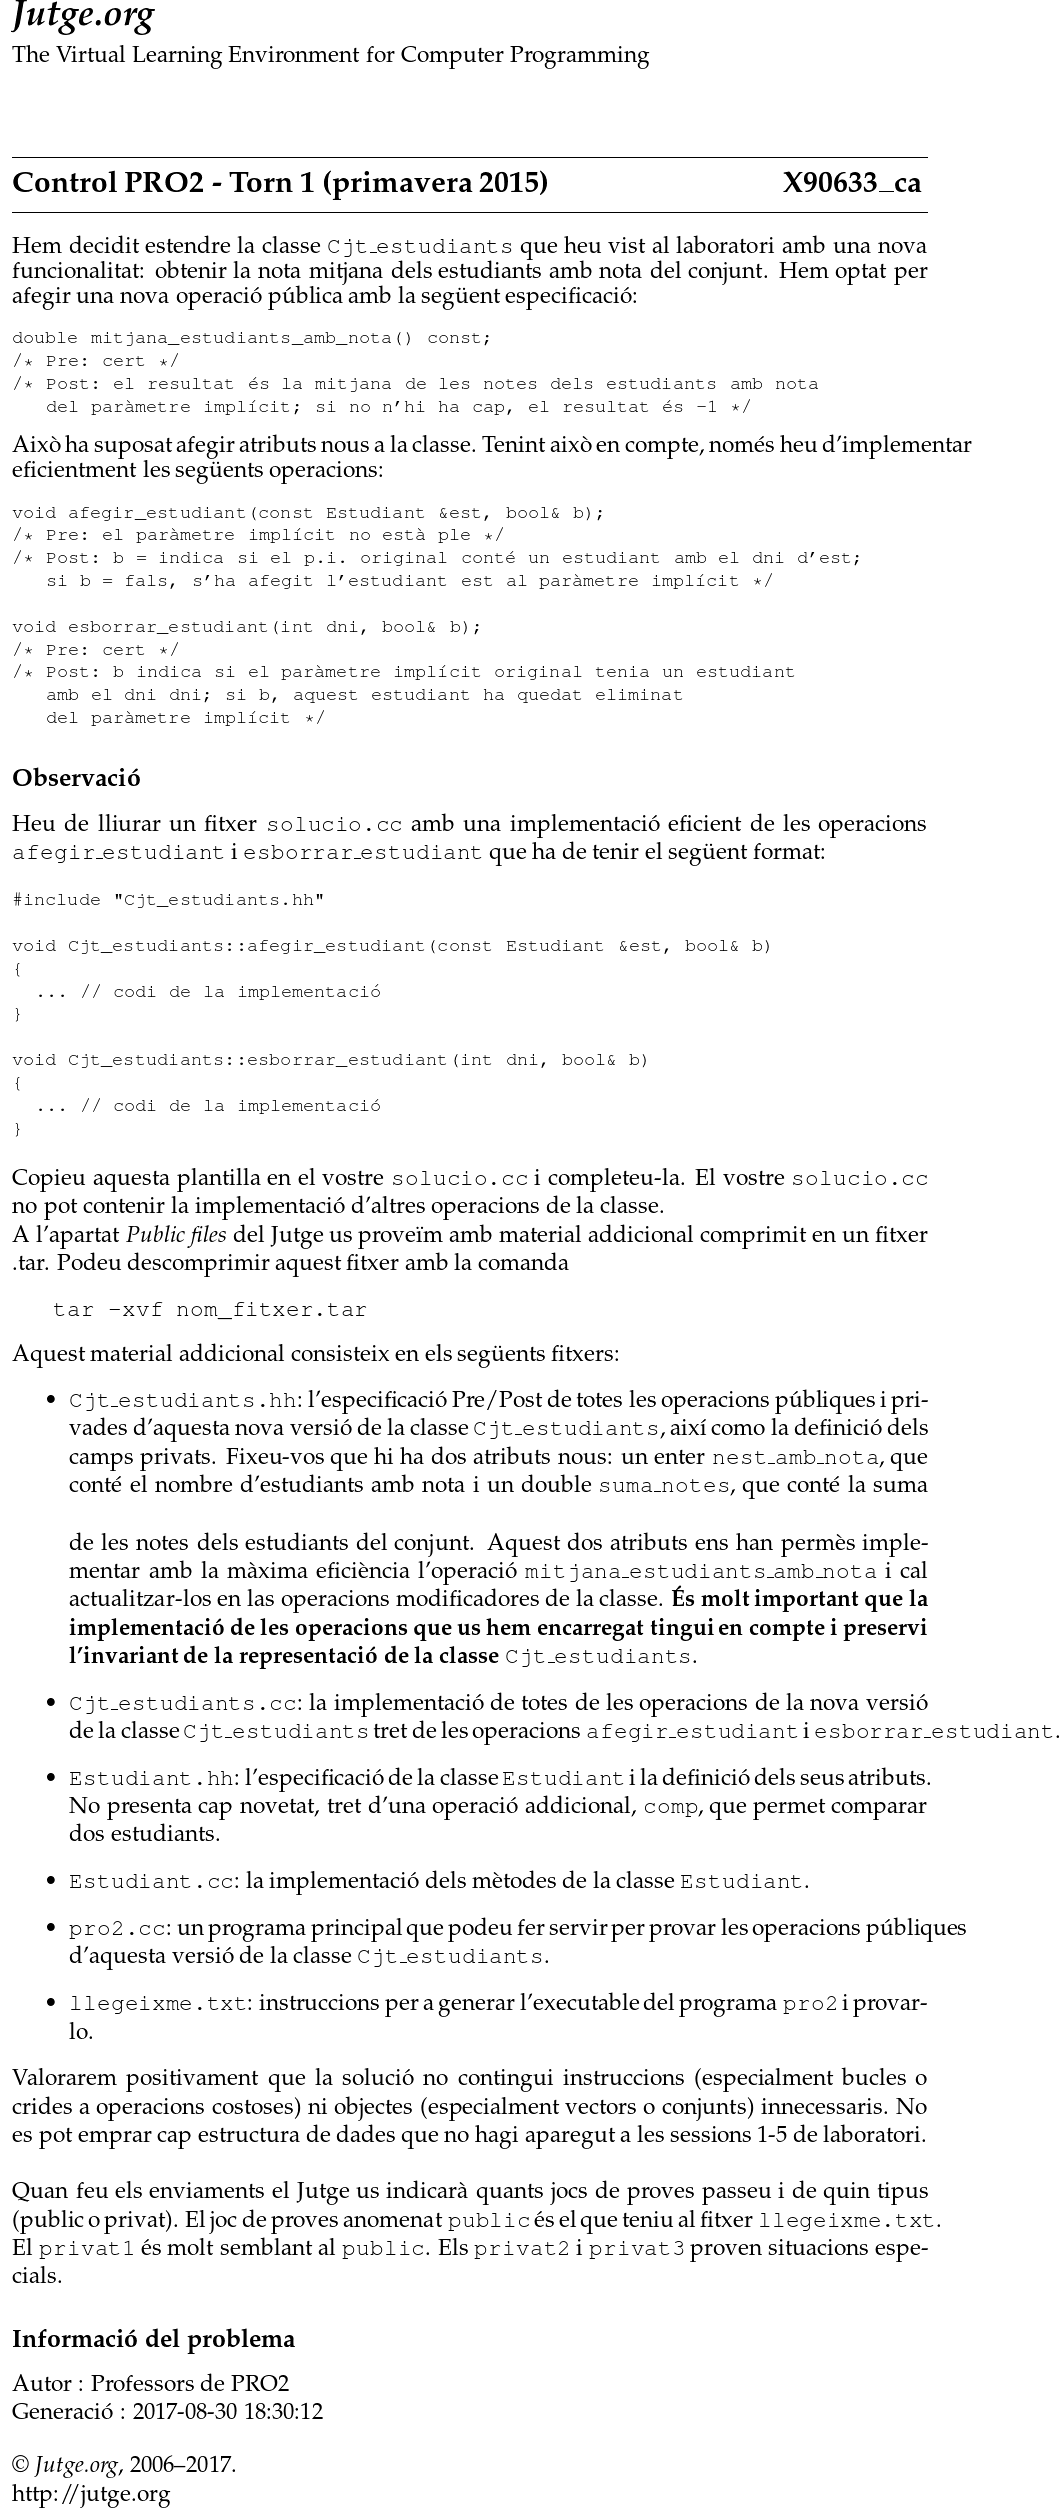 Jutge.org
The Virtual Learning Environment for Computer Programming
Control PRO2 - Torn 1 (primavera 2015) X90633_ca
Hem decidit estendre la classe Cjt_estudiants que heu vist al laboratori amb una nova
funcionalitat: obtenir la nota mitjana dels estudiants amb nota del conjunt. Hem optat per
afegir una nova operació pública amb la següent especificació:
double mitjana_estudiants_amb_nota() const;
/* Pre: cert */
/* Post: el resultat és la mitjana de les notes dels estudiants amb nota
del paràmetre implícit; si no n'hi ha cap, el resultat és -1 */
Això ha suposat afegir atributs nous a la classe. Tenint això en compte, només heu d'implementar
eficientment les següents operacions:
void afegir_estudiant(const Estudiant &est, bool& b);
/* Pre: el paràmetre implícit no està ple */
/* Post: b = indica si el p.i. original conté un estudiant amb el dni d'est;
si b = fals, s'ha afegit l'estudiant est al paràmetre implícit */
void esborrar_estudiant(int dni, bool& b);
/* Pre: cert */
/* Post: b indica si el paràmetre implícit original tenia un estudiant
amb el dni dni; si b, aquest estudiant ha quedat eliminat
del paràmetre implícit */
Observació
Heu de lliurar un fitxer solucio.cc amb una implementació eficient de les operacions
afegir_estudiant i esborrar_estudiant que ha de tenir el següent format:
#include "Cjt_estudiants.hh"
void Cjt_estudiants::afegir_estudiant(const Estudiant &est, bool& b)
{
... // codi de la implementació
}
void Cjt_estudiants::esborrar_estudiant(int dni, bool& b)
{
... // codi de la implementació
}
Copieu aquesta plantilla en el vostre solucio.cc i completeu-la. El vostre solucio.cc
no pot contenir la implementació d'altres operacions de la classe.
A l'apartat Public files del Jutge us proveïm amb material addicional comprimit en un fitxer
.tar. Podeu descomprimir aquest fitxer amb la comanda
tar -xvf nom_fitxer.tar
Aquest material addicional consisteix en els següents fitxers:
• Cjt_estudiants.hh: l'especificació Pre/Post de totes les operacions públiques i pri-
vades d'aquesta nova versió de la classe Cjt_estudiants, així como la definició dels
camps privats. Fixeu-vos que hi ha dos atributs nous: un enter nest_amb_nota, que
conté el nombre d'estudiants amb nota i un double suma_notes, que conté la suma
de les notes dels estudiants del conjunt. Aquest dos atributs ens han permès imple-
mentar amb la màxima eficiència l'operació mitjana_estudiants_amb_nota i cal
actualitzar-los en las operacions modificadores de la classe. És molt important que la
implementació de les operacions que us hem encarregat tingui en compte i preservi
l'invariant de la representació de la classe Cjt_estudiants.
• Cjt_estudiants.cc: la implementació de totes de les operacions de la nova versió
de la classe Cjt_estudiants tret de les operacions afegir_estudiant i esborrar_estudiant.
• Estudiant.hh: l'especificació de la classe Estudiant i la definició dels seus atributs.
No presenta cap novetat, tret d'una operació addicional, comp, que permet comparar
dos estudiants.
• Estudiant.cc: la implementació dels mètodes de la classe Estudiant.
• pro2.cc: un programa principal que podeu fer servir per provar les operacions públiques
d'aquesta versió de la classe Cjt_estudiants.
• llegeixme.txt: instruccions per a generar l'executable del programa pro2 i provar-
lo.
Valorarem positivament que la solució no contingui instruccions (especialment bucles o
crides a operacions costoses) ni objectes (especialment vectors o conjunts) innecessaris. No
es pot emprar cap estructura de dades que no hagi aparegut a les sessions 1-5 de laboratori.
Quan feu els enviaments el Jutge us indicarà quants jocs de proves passeu i de quin tipus
(public o privat). El joc de proves anomenat public és el que teniu al fitxer llegeixme.txt.
El privat1 és molt semblant al public. Els privat2 i privat3 proven situacions espe-
cials.
Informació del problema
Autor : Professors de PRO2
Generació : 2017-08-30 18:30:12
© Jutge.org, 2006–2017.
http://jutge.org